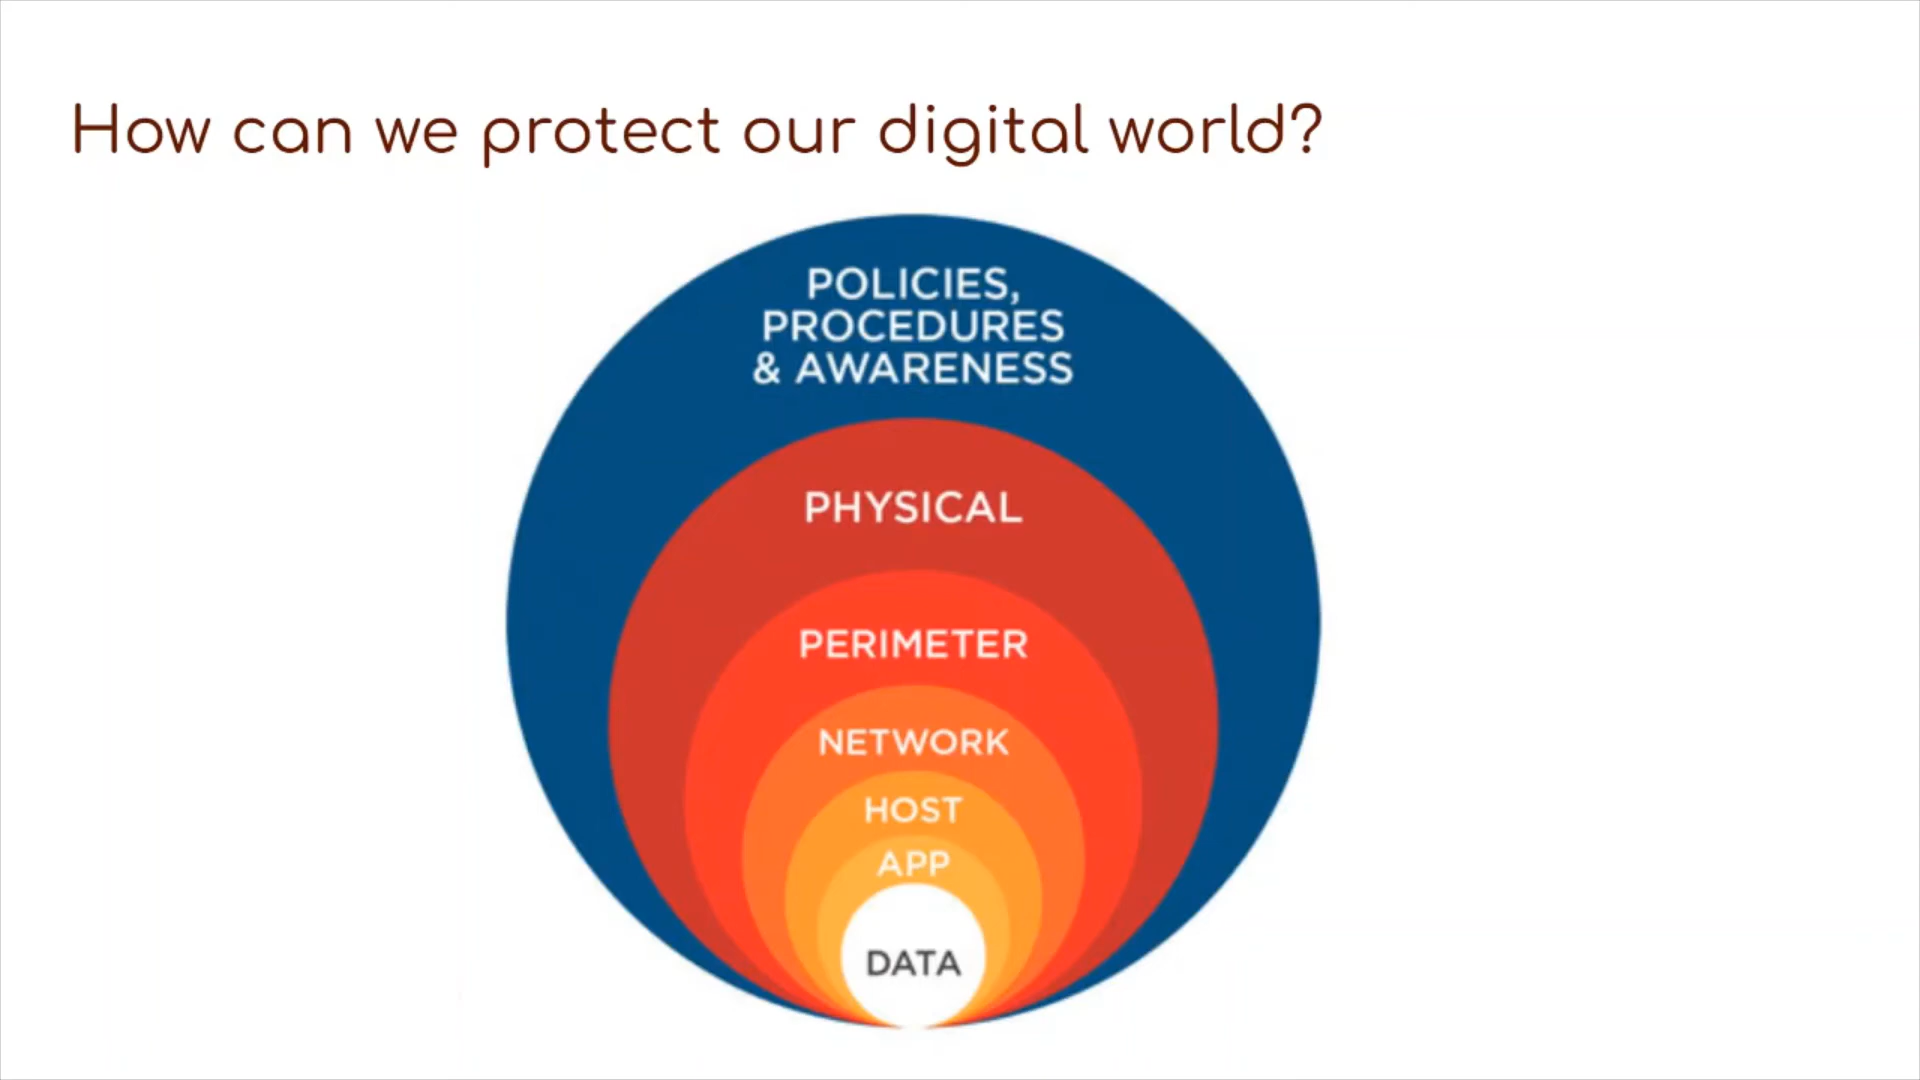 How can we protect our digital world?
POLICIES,
PROCEDURES
& AWARENESS
PHYSICAL
PERIMETER
NETWORK
HOST
APP
DATA